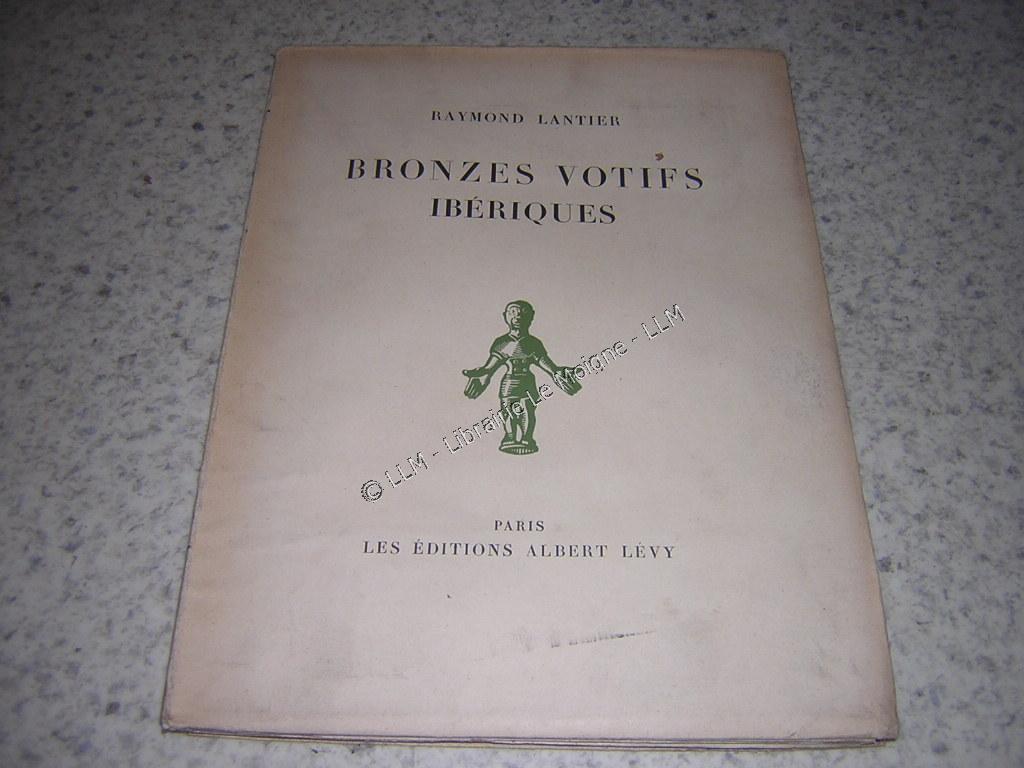 RAYMOND LANTIER
BRONZES VOTIFS
IBÉRIQUES
© LLM - Librairie Le Moigne - LLM
PARIS
LES ÉDITIONS ALBERT LÉVY